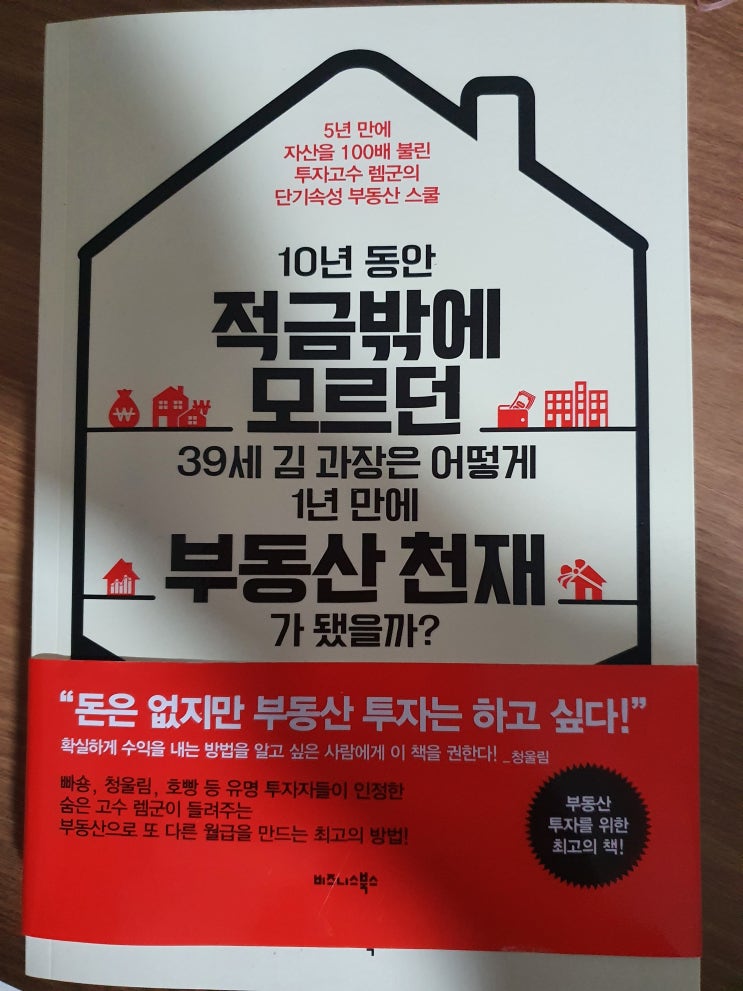 5년 만에
자산을 100배 불린
투자고수 렘군의
단기속성 부동산 스쿨
10년 동안
적금밖에
모르던
39세 김 과장은 어떻게
1년 만에
부동산 천재
가 됐을까?
“돈은 없지만 부동산 투자는 하고 싶다!”
확실하게 수익을 내는 방법을 알고 싶은 사람에게 이 책을 권한다! _청울림
빠숑, 청울림, 호빵 등 유명 투자자들이 인정한
숨은 고수 렘군이 들려주는
부동산으로 또 다른 월급을 만드는 최고의 방법!
부동산
투자를 위한
최고의 책!
비즈니스북스